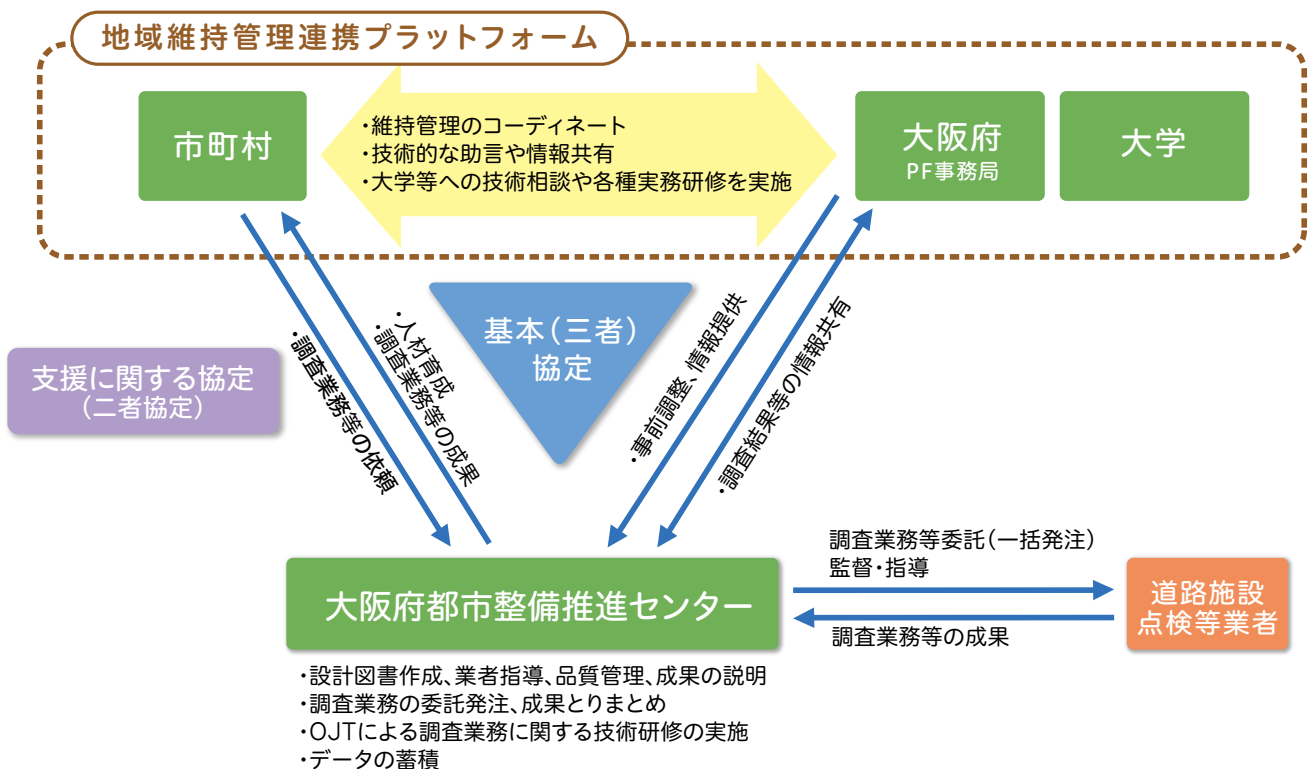 地域維持管理連携プラットフォーム
市町村
・維持管理のコーディネート
・技術的な助言や情報共有
・大学等への技術相談や各種実務研修を実施
大阪府
PF事務局
大学
基本(三者)
協定
支援に関する協定
(二者協定)
・調査業務等の依頼
・人材育成
・調査業務等の成果
・事前調整、情報提供
・調査結果等の情報共有
大阪府都市整備推進センター
調査業務等委託(一括発注)
監督・指導
調査業務等の成果
道路施設
点検等業者
・設計図書作成、業者指導、品質管理、成果の説明
・調査業務の委託発注、成果とりまとめ
・OJTによる調査業務に関する技術研修の実施
・データの蓄積